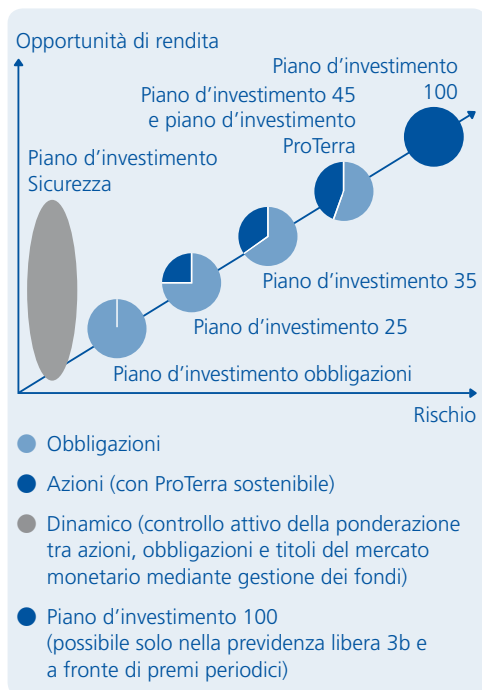 Opportunità di rendita
Piano d’investimento
100
Piano d’investimento 45
e piano d’investimento
ProTerra
Piano d’investimento
Sicurezza
Piano d’investimento 35
Piano d’investimento 25
Piano d’investimento obbligazioni
Rischio
Obbligazioni
Azioni (con ProTerra sostenibile)
Dinamico (controllo attivo della ponderazione
tra azioni, obbligazioni e titoli del mercato
monetario mediante gestione dei fondi)
Piano d’investimento 100
(possibile solo nella previdenza libera 3b e
a fronte di premi periodici)